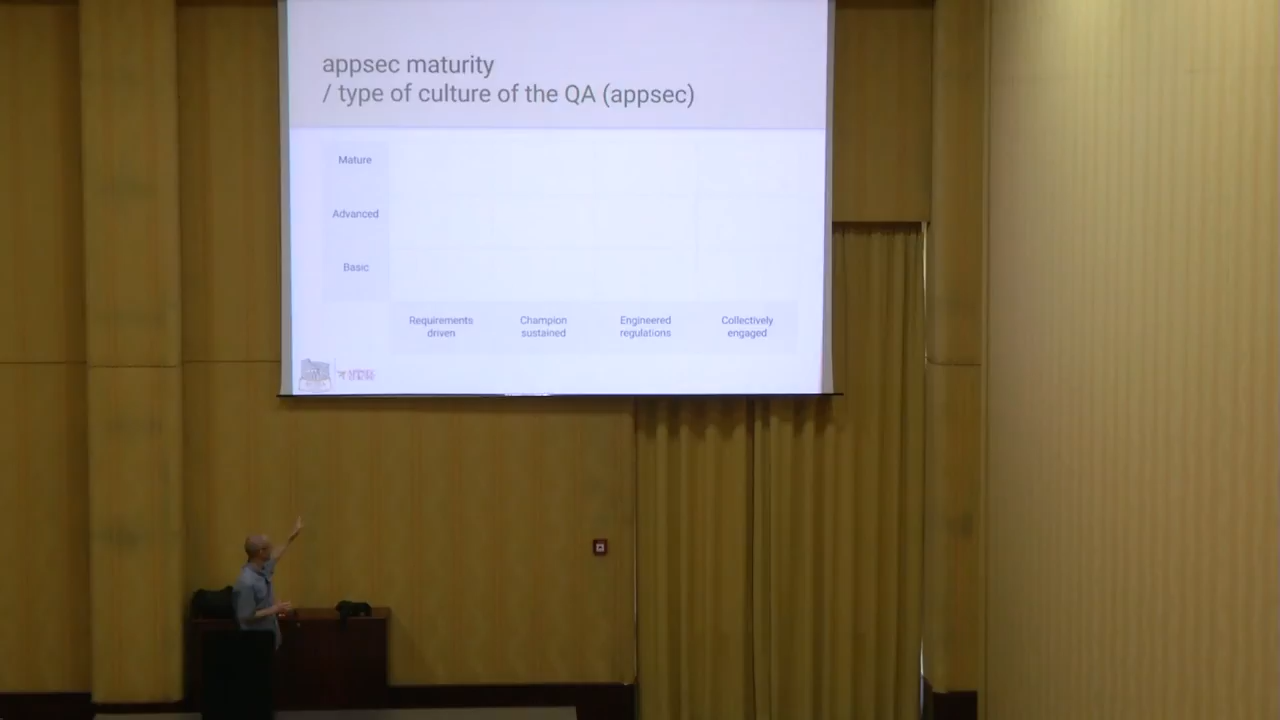 appsec maturity
/ type of culture of the QA (appsec)
Mature
Advanced
Basic
Requirements driven
Champion sustained
Engineered regulations
Collectively engaged